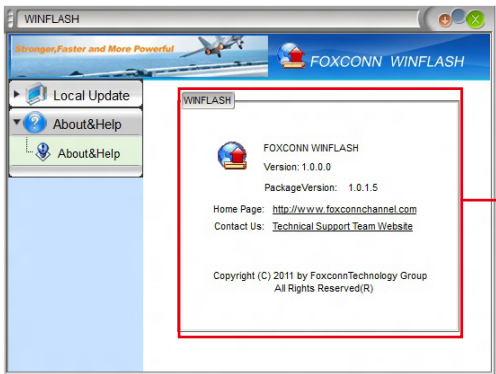 WINFLASH
Stronger,Faster and More Powerful
FOXCONN WINFLASH
Local Update
About&Help
About&Help
WINFLASH
FOXCONN WINFLASH
Version: 1.0.0.0
PackageVersion: 1.0.1.5
Home Page: http://www.foxconnchannel.com
Contact Us: Technical Support Team Website
Copyright (C) 2011 by FoxconnTechnology Group
All Rights Reserved(R)